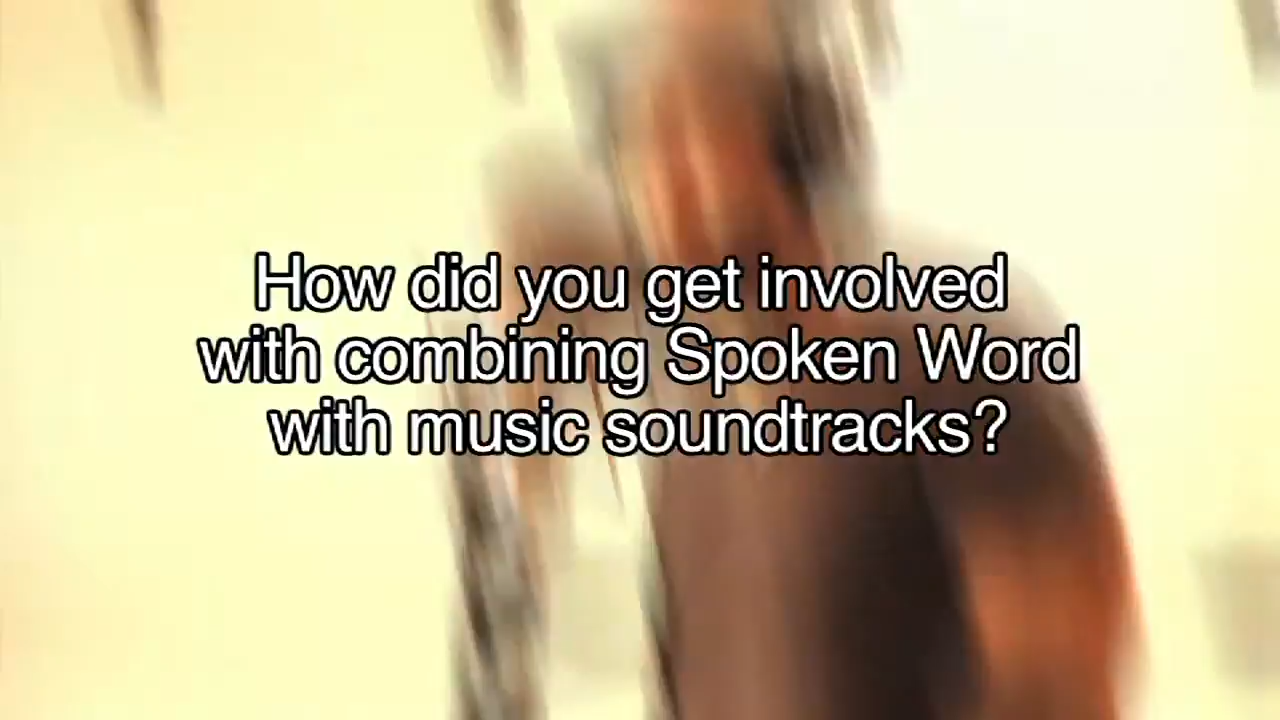 How did you get involved
with combining Spoken Word
with music soundtracks?